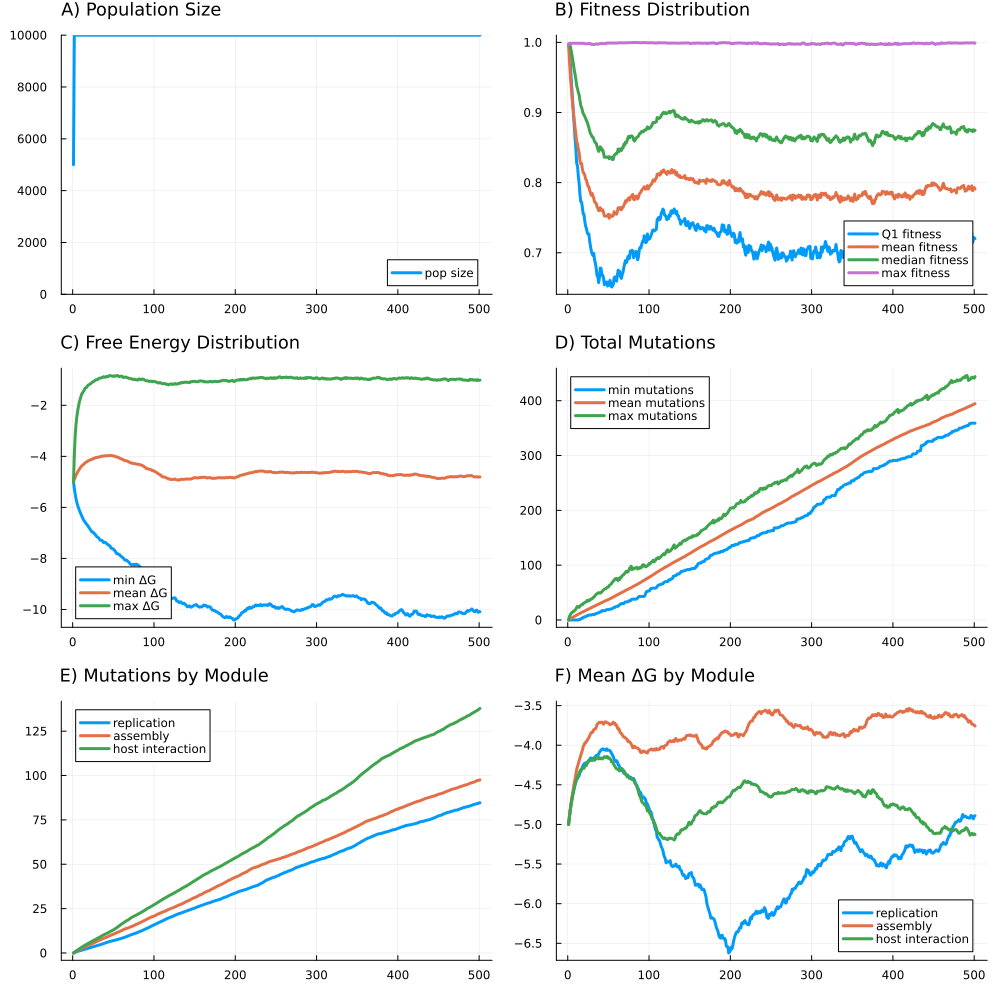 A) Population Size
10000
8000
6000
4000
2000
0
pop size
0 100 200 300 400 500
B) Fitness Distribution
1.0
0.9
0.8
0.7
Q1 fitness
mean fitness
median fitness
max fitness
0 100 200 300 400 500
C) Free Energy Distribution
−2
−4
−6
−8
−10
min ΔG
mean ΔG
max ΔG
0 100 200 300 400 500
D) Total Mutations
400
300
200
100
0
min mutations
mean mutations
max mutations
0 100 200 300 400 500
E) Mutations by Module
125
100
75
50
25
0
replication
assembly
host interaction
0 100 200 300 400 500
F) Mean ΔG by Module
−3.5
−4.0
−4.5
−5.0
−5.5
−6.0
−6.5
replication
assembly
host interaction
0 100 200 300 400 500